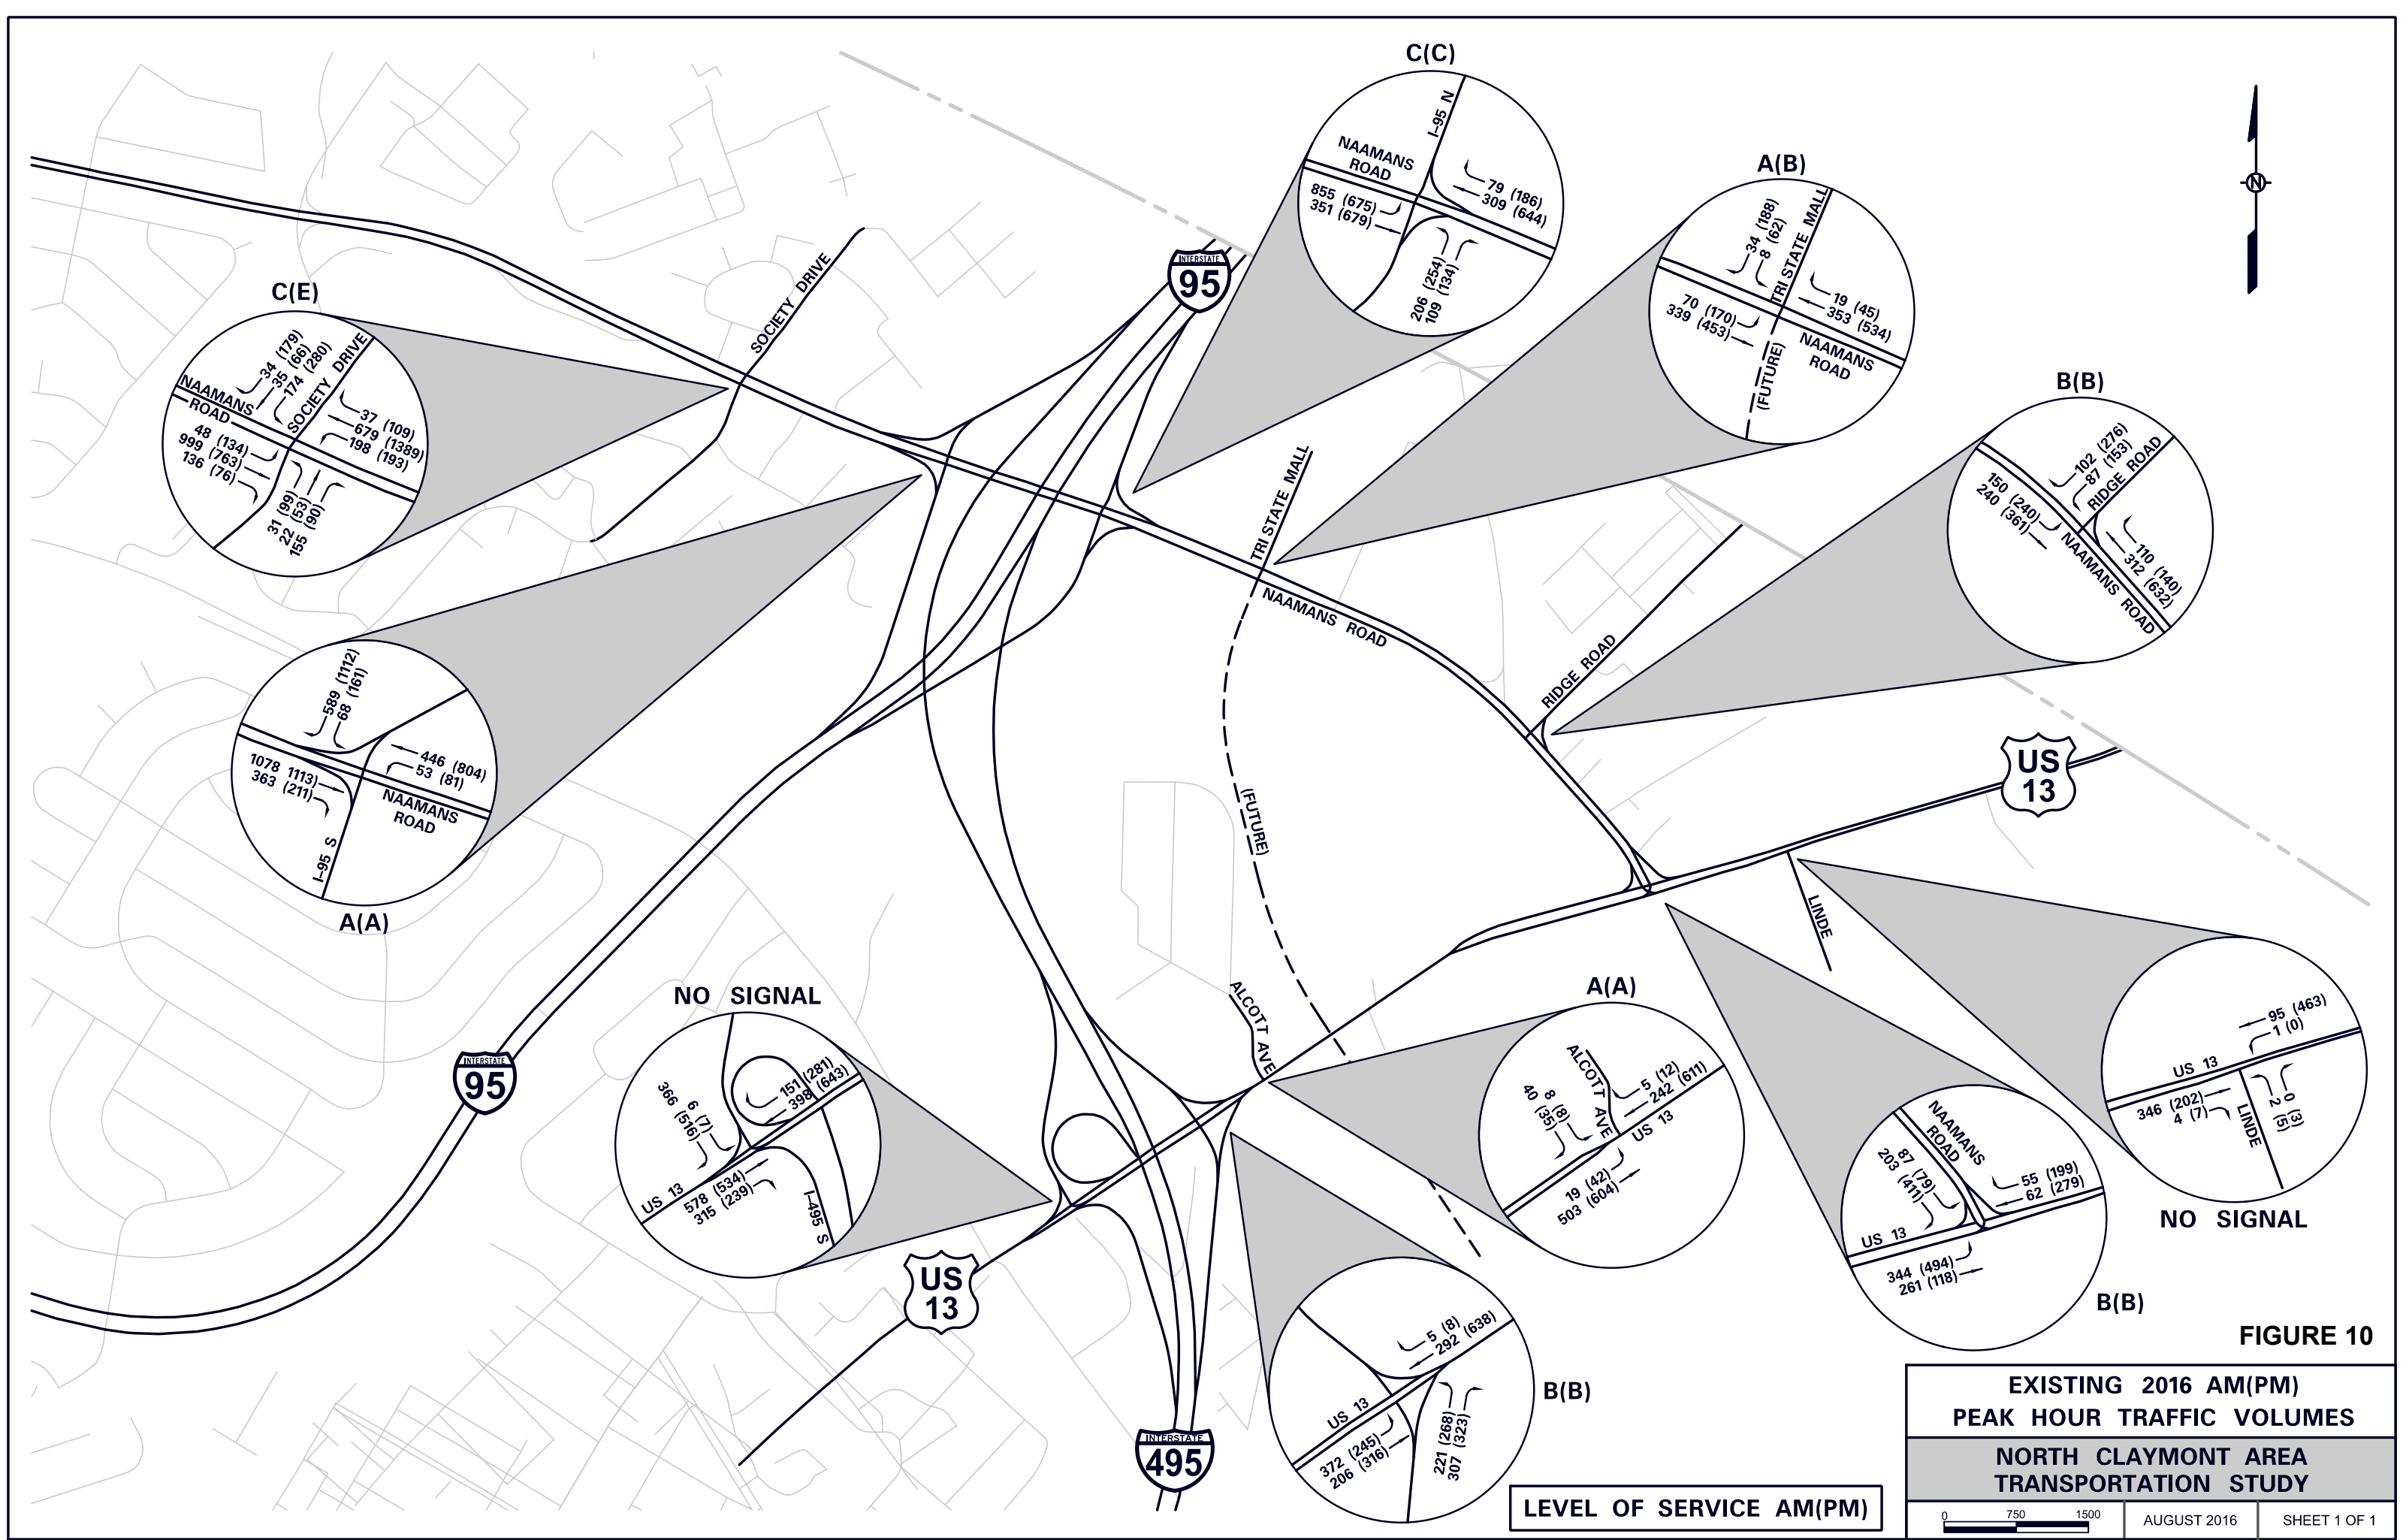 C(C)
I-95 N
NAAMANS
ROAD
79 (186)
309 (644)
855 (675)
351 (679)
206 (254)
109 (134)
A(B)
34 (188)
8 (62)
TRI STATE MALL
19 (45)
353 (534)
70 (170)
339 (453)
NAAMANS
ROAD
(FUTURE)
N
C(E)
34 (179)
35 (66)
174 (280)
SOCIETY DRIVE
NAAMANS
ROAD
37 (109)
679 (1389)
198 (193)
48 (134)
999 (763)
136 (76)
31 (99)
22 (53)
155 (90)
SOCIETY DRIVE
INTERSTATE
95
B(B)
102 (276)
87 (153)
RIDGE ROAD
150 (240)
240 (361)
110 (140)
312 (632)
NAAMANS ROAD
TRI STATE MALL
NAAMANS ROAD
RIDGE ROAD
589 (1112)
68 (161)
446 (804)
53 (81)
1078 1113)
363 (211)
NAAMANS
ROAD
I-95 S
A(A)
US
13
(FUTURE)
LINDE
ALCOTT AVE
NO SIGNAL
151 (281)
398 (643)
6 (7)
366 (516)
US 13
578 (534)
315 (239)
I-495 S
INTERSTATE
95
A(A)
ALCOTT AVE
5 (12)
242 (611)
8 (8)
40 (35)
US 13
19 (42)
503 (604)
95 (463)
1 (0)
US 13
346 (202)
4 (7)
LINDE
0 (3)
2 (5)
NO SIGNAL
NAAMANS
ROAD
87 (79)
203 (411)
55 (199)
62 (279)
US 13
344 (494)
261 (118)
B(B)
US
13
5 (8)
292 (638)
US 13
372 (245)
206 (316)
221 (268)
307 (323)
B(B)
INTERSTATE
495
FIGURE 10
EXISTING 2016 AM(PM)
PEAK HOUR TRAFFIC VOLUMES
NORTH CLAYMONT AREA
TRANSPORTATION STUDY
LEVEL OF SERVICE AM(PM)
0 750 1500
AUGUST 2016
SHEET 1 OF 1